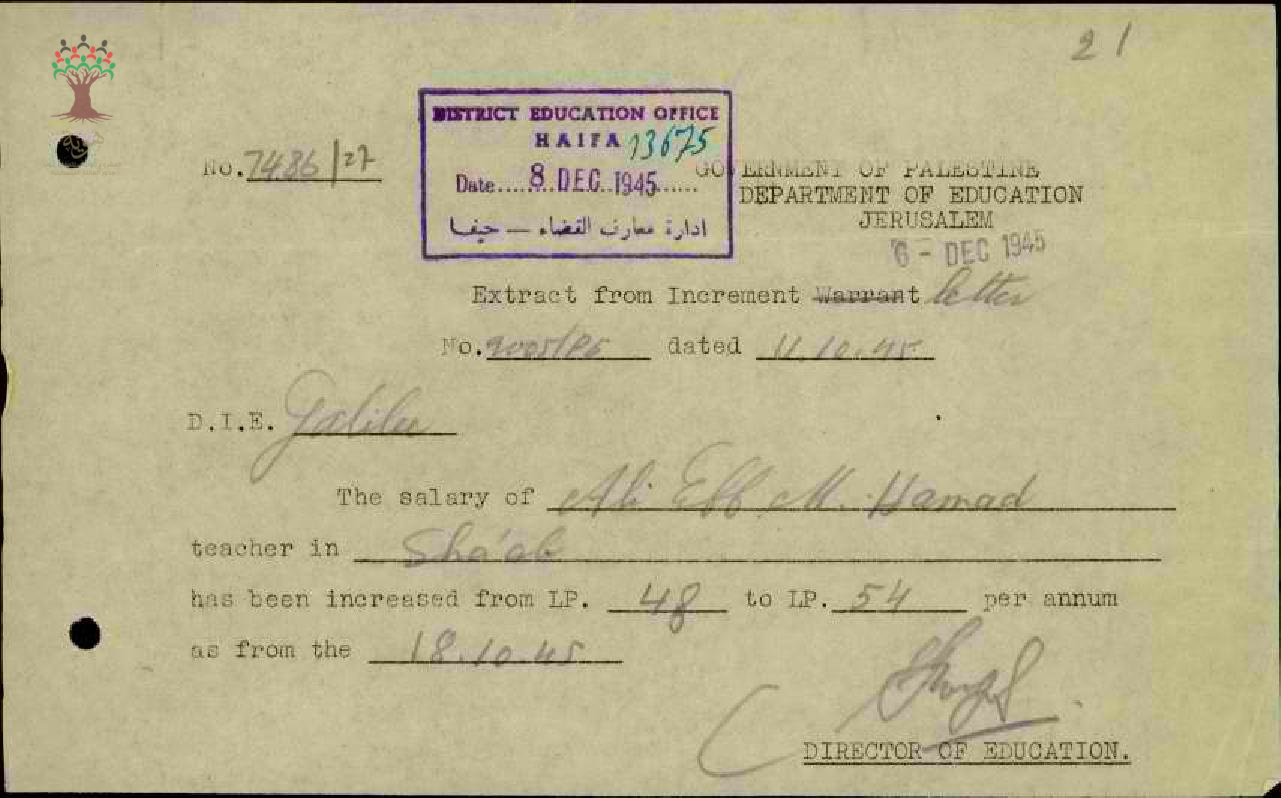 21
DISTRICT EDUCATION OFFICE
HAIFA 13675
Date.....8 DEC. 1945......
ادارة معارف القضاء — حيفا
No. 7486/27
GOVERNMENT OF PALESTINE
DEPARTMENT OF EDUCATION
JERUSALEM
6 - DEC 1945
Extract from Increment Warrant letter
No. dated 11.10.45
D.I.E. Galilee
The salary of Ali Eff M. Hamad
teacher in Sha'ab
has been increased from LP. 48 to LP. 54 per annum
as from the 18.10.45
DIRECTOR OF EDUCATION.